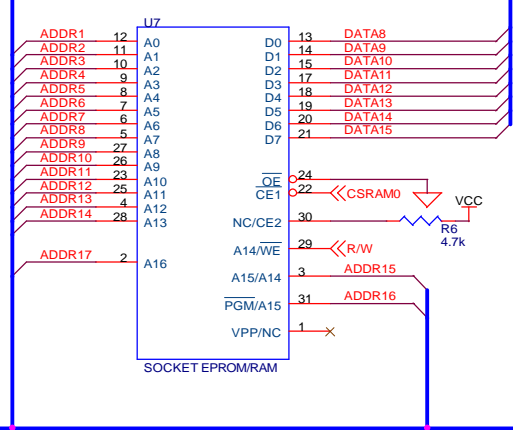 U7
ADDR1 12 A0 D0 13 DATA8
ADDR2 11 A1 D1 14 DATA9
ADDR3 10 A2 D2 15 DATA10
ADDR4 9 A3 D3 17 DATA11
ADDR5 8 A4 D4 18 DATA12
ADDR6 7 A5 D5 19 DATA13
ADDR7 6 A6 D6 20 DATA14
ADDR8 5 A7 D7 21 DATA15
ADDR9 27 A8
ADDR10 26 A9
ADDR11 23 A10 OE 24
ADDR12 25 A11 CE1 22 CSRAM0
ADDR13 4 A12
ADDR14 28 A13 NC/CE2 30 VCC
R6
4.7k
A14/WE 29 R/W
ADDR17 2 A16 A15/A14 3 ADDR15
PGM/A15 31 ADDR16
VPP/NC 1
SOCKET EPROM/RAM